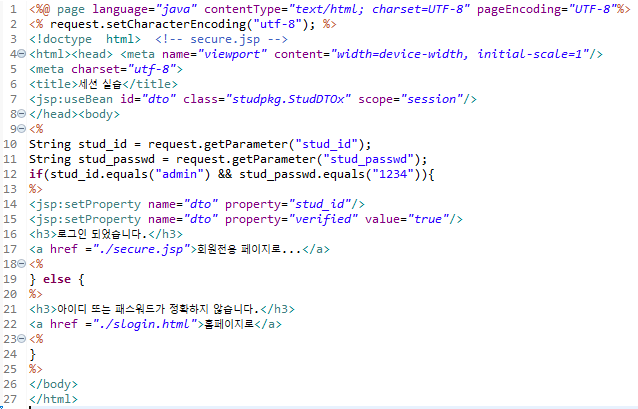 1 <%@ page language="java" contentType="text/html; charset=UTF-8" pageEncoding="UTF-8"%>
2 <% request.setCharacterEncoding("utf-8"); %>
3 <!doctype  html>  <!-- secure.jsp -->
4 <html><head> <meta name="viewport" content="width=device-width, initial-scale=1"/>
5 <meta charset="utf-8">
6 <title>세션 실습</title>
7 <jsp:useBean id="dto" class="studpkg.StudDTOx" scope="session"/>
8 </head><body>
9 <%
10 String stud_id = request.getParameter("stud_id");
11 String stud_passwd = request.getParameter("stud_passwd");
12 if(stud_id.equals("admin") && stud_passwd.equals("1234")){
13 %>
14 <jsp:setProperty name="dto" property="stud_id"/>
15 <jsp:setProperty name="dto" property="verified" value="true"/>
16 <h3>로그인 되었습니다.</h3>
17 <a href ="./secure.jsp">회원전용 페이지로...</a>
18 <%
19 } else {
20 %>
21 <h3>아이디 또는 패스워드가 정확하지 않습니다.</h3>
22 <a href ="./slogin.html">홈페이지로</a>
23 <%
24 }
25 %>
26 </body>
27 </html>